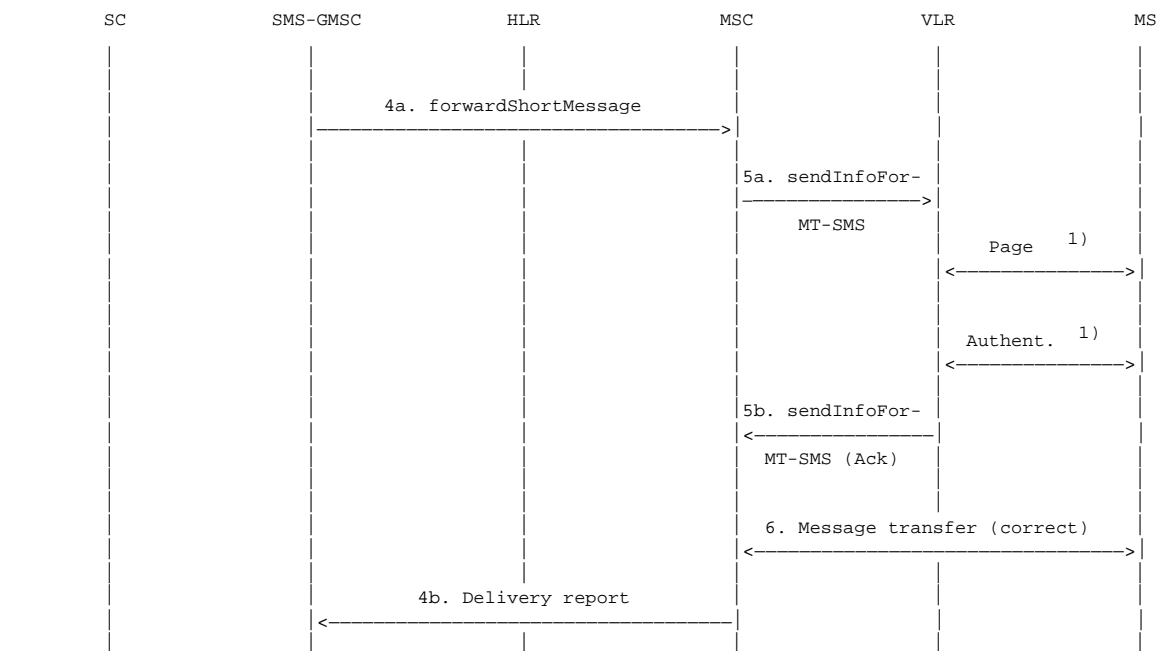 SC SMS-GMSC HLR MSC VLR MS
4a. forwardShortMessage
5a. sendInfoFor-
MT-SMS
Page 1)
Authent. 1)
5b. sendInfoFor-
MT-SMS (Ack)
6. Message transfer (correct)
4b. Delivery report